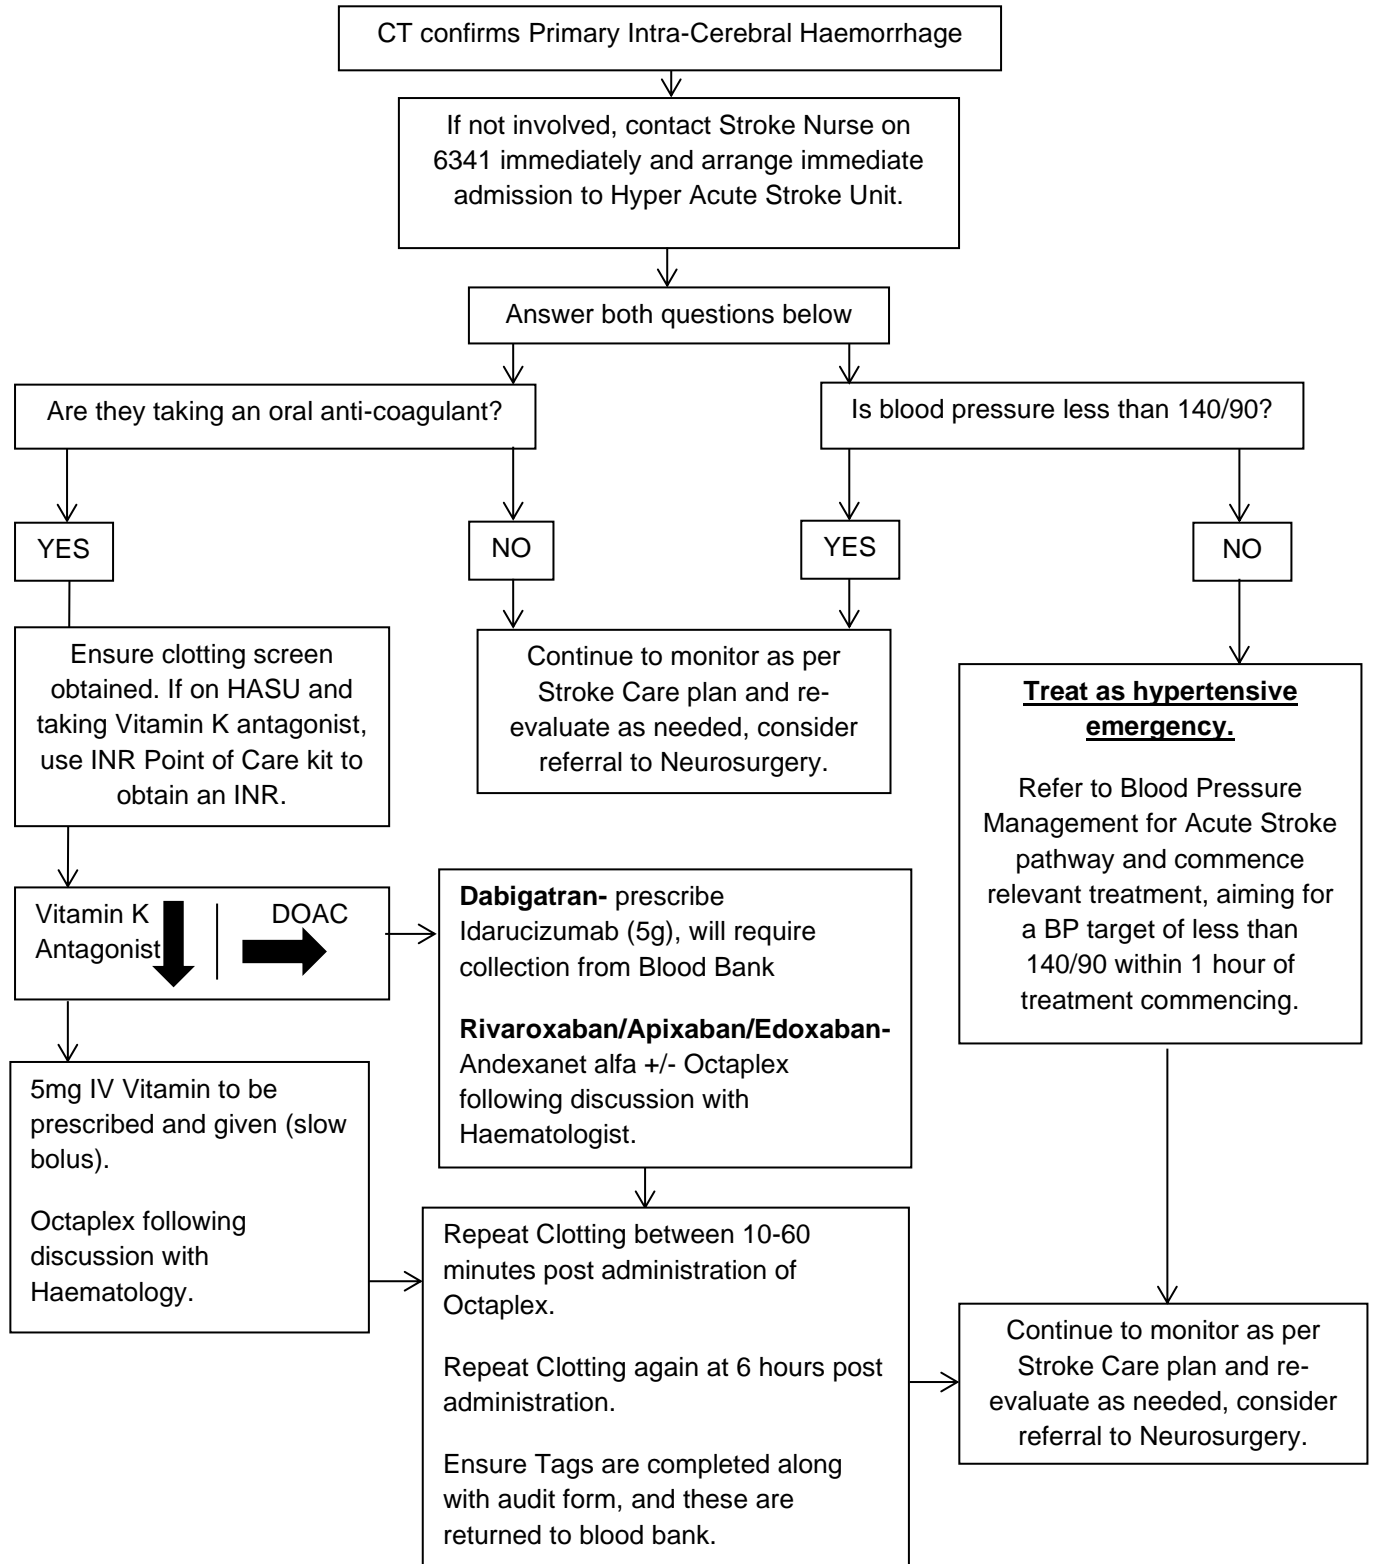 CT confirms Primary Intra-Cerebral Haemorrhage
If not involved, contact Stroke Nurse on
6341 immediately and arrange immediate
admission to Hyper Acute Stroke Unit.
Answer both questions below
Are they taking an oral anti-coagulant?
Is blood pressure less than 140/90?
YES
NO
YES
NO
Ensure clotting screen
obtained. If on HASU and
taking Vitamin K antagonist,
use INR Point of Care kit to
obtain an INR.
Continue to monitor as per
Stroke Care plan and re-
evaluate as needed, consider
referral to Neurosurgery.
Treat as hypertensive
emergency.
Refer to Blood Pressure
Management for Acute Stroke
pathway and commence
relevant treatment, aiming for
a BP target of less than
140/90 within 1 hour of
treatment commencing.
Vitamin K
Antagonist
DOAC
Dabigatran- prescribe
Idarucizumab (5g), will require
collection from Blood Bank
Rivaroxaban/Apixaban/Edoxaban-
Andexanet alfa +/- Octaplex
following discussion with
Haematologist.
5mg IV Vitamin to be
prescribed and given (slow
bolus).
Octaplex following
discussion with
Haematology.
Repeat Clotting between 10-60
minutes post administration of
Octaplex.
Repeat Clotting again at 6 hours post
administration.
Ensure Tags are completed along
with audit form, and these are
returned to blood bank.
Continue to monitor as per
Stroke Care plan and re-
evaluate as needed, consider
referral to Neurosurgery.